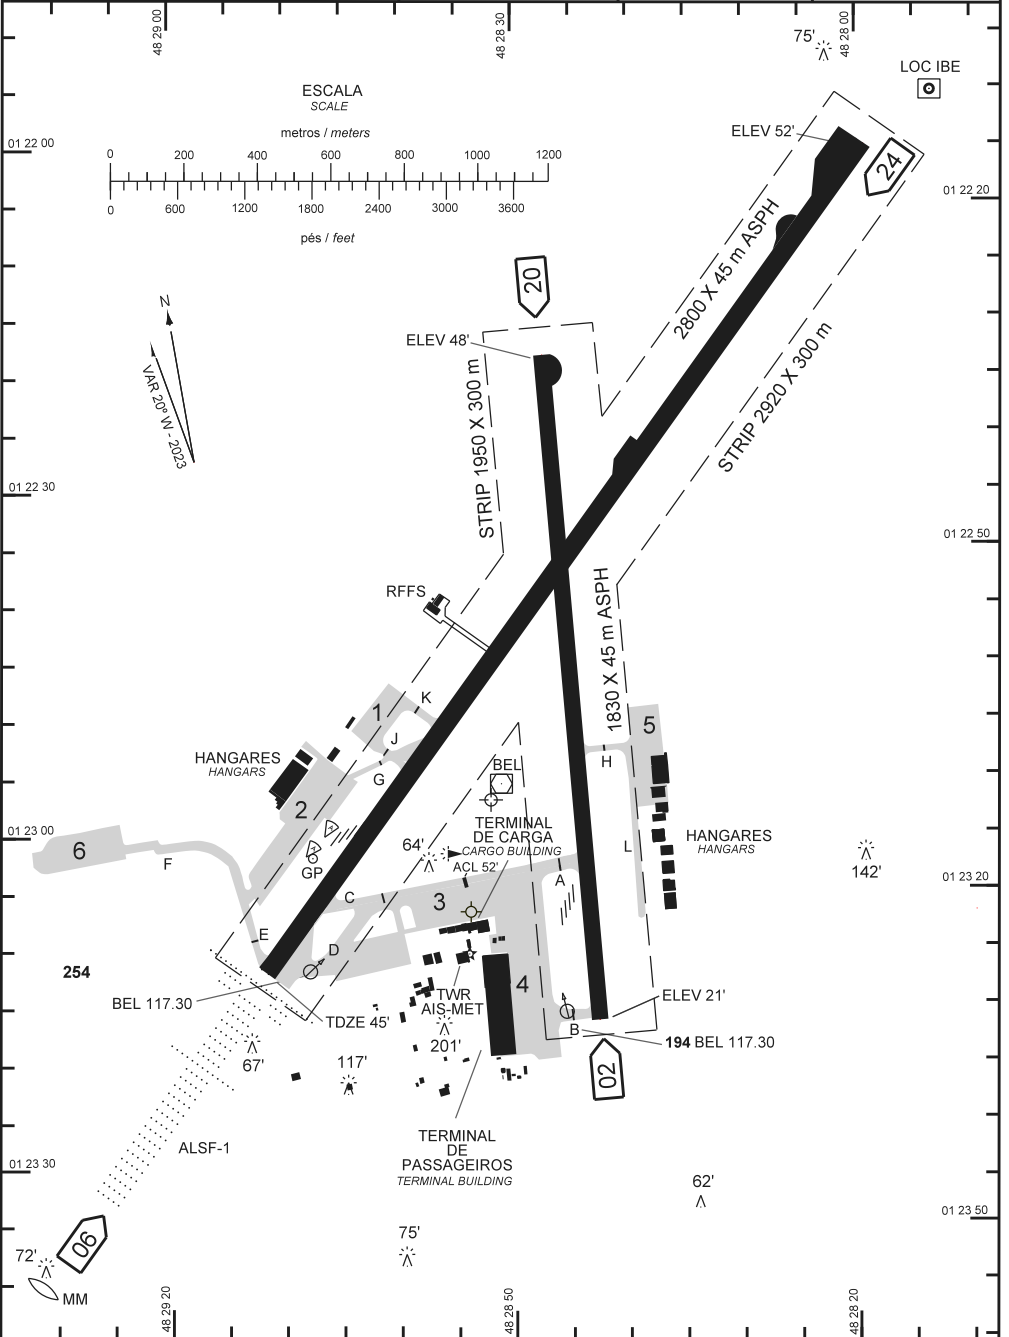 48 29 00
48 28 30
48 28 00
75'
LOC IBE
ESCALA
SCALE
metros / meters
0 200 400 600 800 1000 1200
0 600 1200 1800 2400 3000 3600
pés / feet
ELEV 52'
24
01 22 00
01 22 20
20
2800 X 45 m ASPH
STRIP 2920 X 300 m
N
VAR 20° W - 2023
ELEV 48'
STRIP 1950 X 300 m
01 22 30
01 22 50
RFFS
1830 X 45 m ASPH
K
1
J
5
HANGARES
HANGARS
G
H
BEL
2
TERMINAL
DE CARGA
CARGO BUILDING
01 23 00
6
F
64'
ACL 52'
GP
L
HANGARES
HANGARS
142'
01 23 20
A
C
3
E
D
254
4
BEL 117.30
TDZE 45'
TWR
AIS-MET
201'
ELEV 21'
B
194 BEL 117.30
67'
117'
02
ALSF-1
TERMINAL
DE
PASSAGEIROS
TERMINAL BUILDING
01 23 30
62'
01 23 50
06
75'
72'
MM
48 29 20
48 28 50
48 28 20